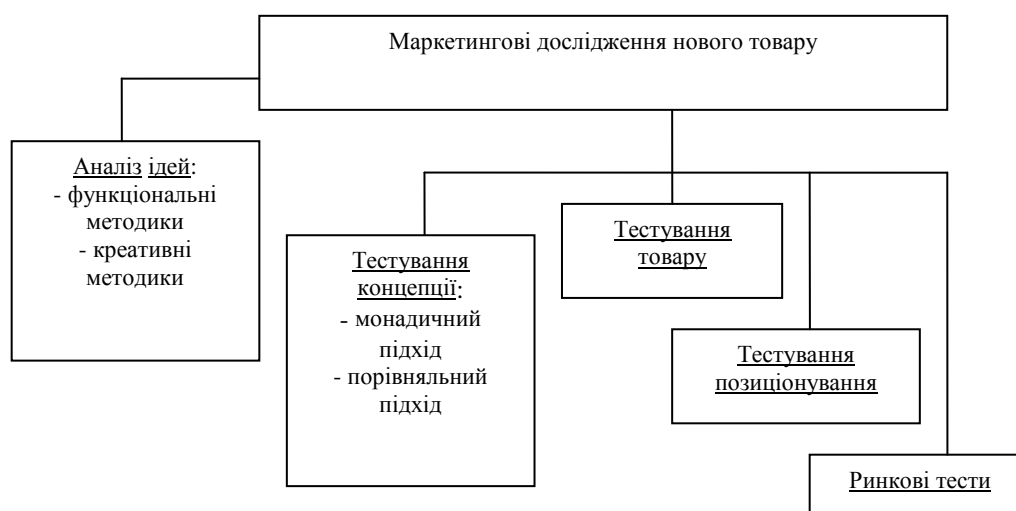 Маркетингові дослідження нового товару
Аналіз ідей:
- функціональні
методики
- креативні
методики
Тестування
концепції:
- монадичний
підхід
- порівняльний
підхід
Тестування
товару
Тестування
позиціонування
Ринкові тести